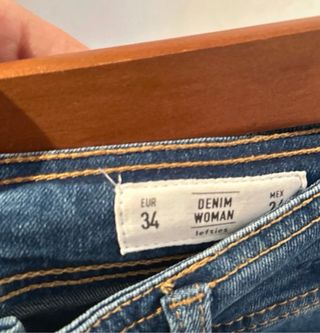 EUR DENIM MEX
34 WOMAN
lefties